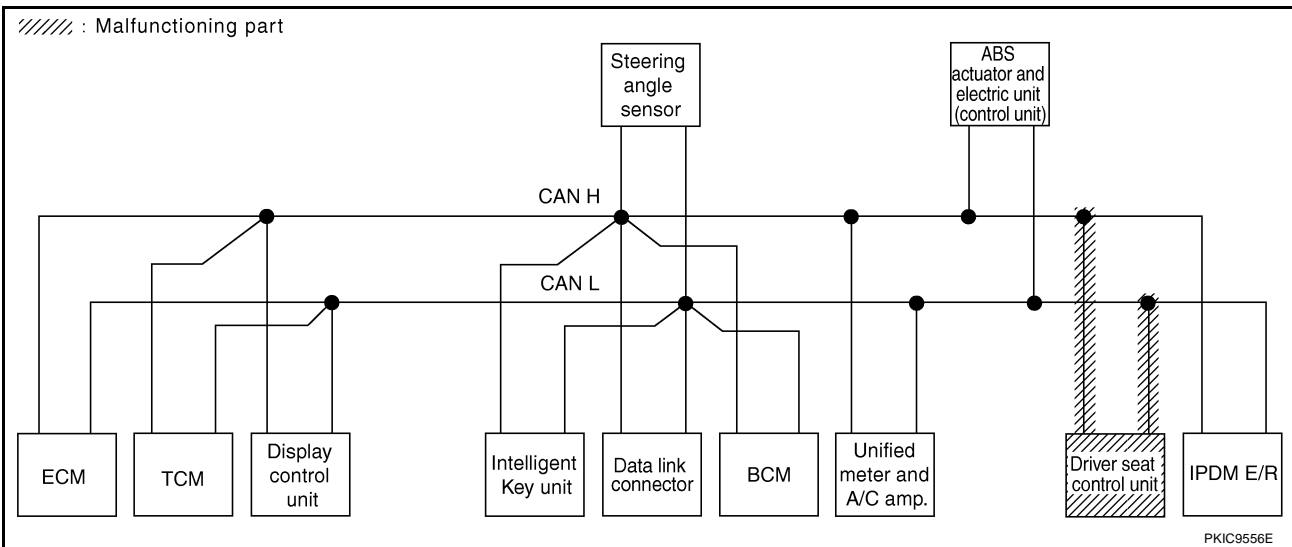 : Malfunctioning part
Steering
angle
sensor
ABS
actuator and
electric unit
(control unit)
CAN H
CAN L
ECM
TCM
Display
control
unit
Intelligent
Key unit
Data link
connector
BCM
Unified
meter and
A/C amp.
Driver seat
control unit
IPDM E/R
PKIC9556E